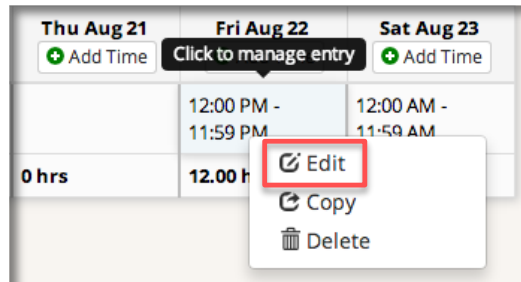 Thu Aug 21
Fri Aug 22
Sat Aug 23
Add Time
Click to manage entry
Add Time
12:00 PM -
11:59 PM
12:00 AM -
11:59 AM
0 hrs
12.00 h
Edit
Copy
Delete